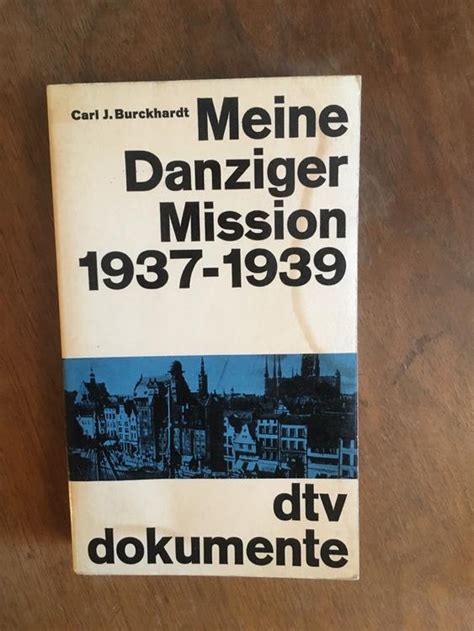 Carl J. Burckhardt Meine
Danziger
Mission
1937-1939
dtv
dokumente